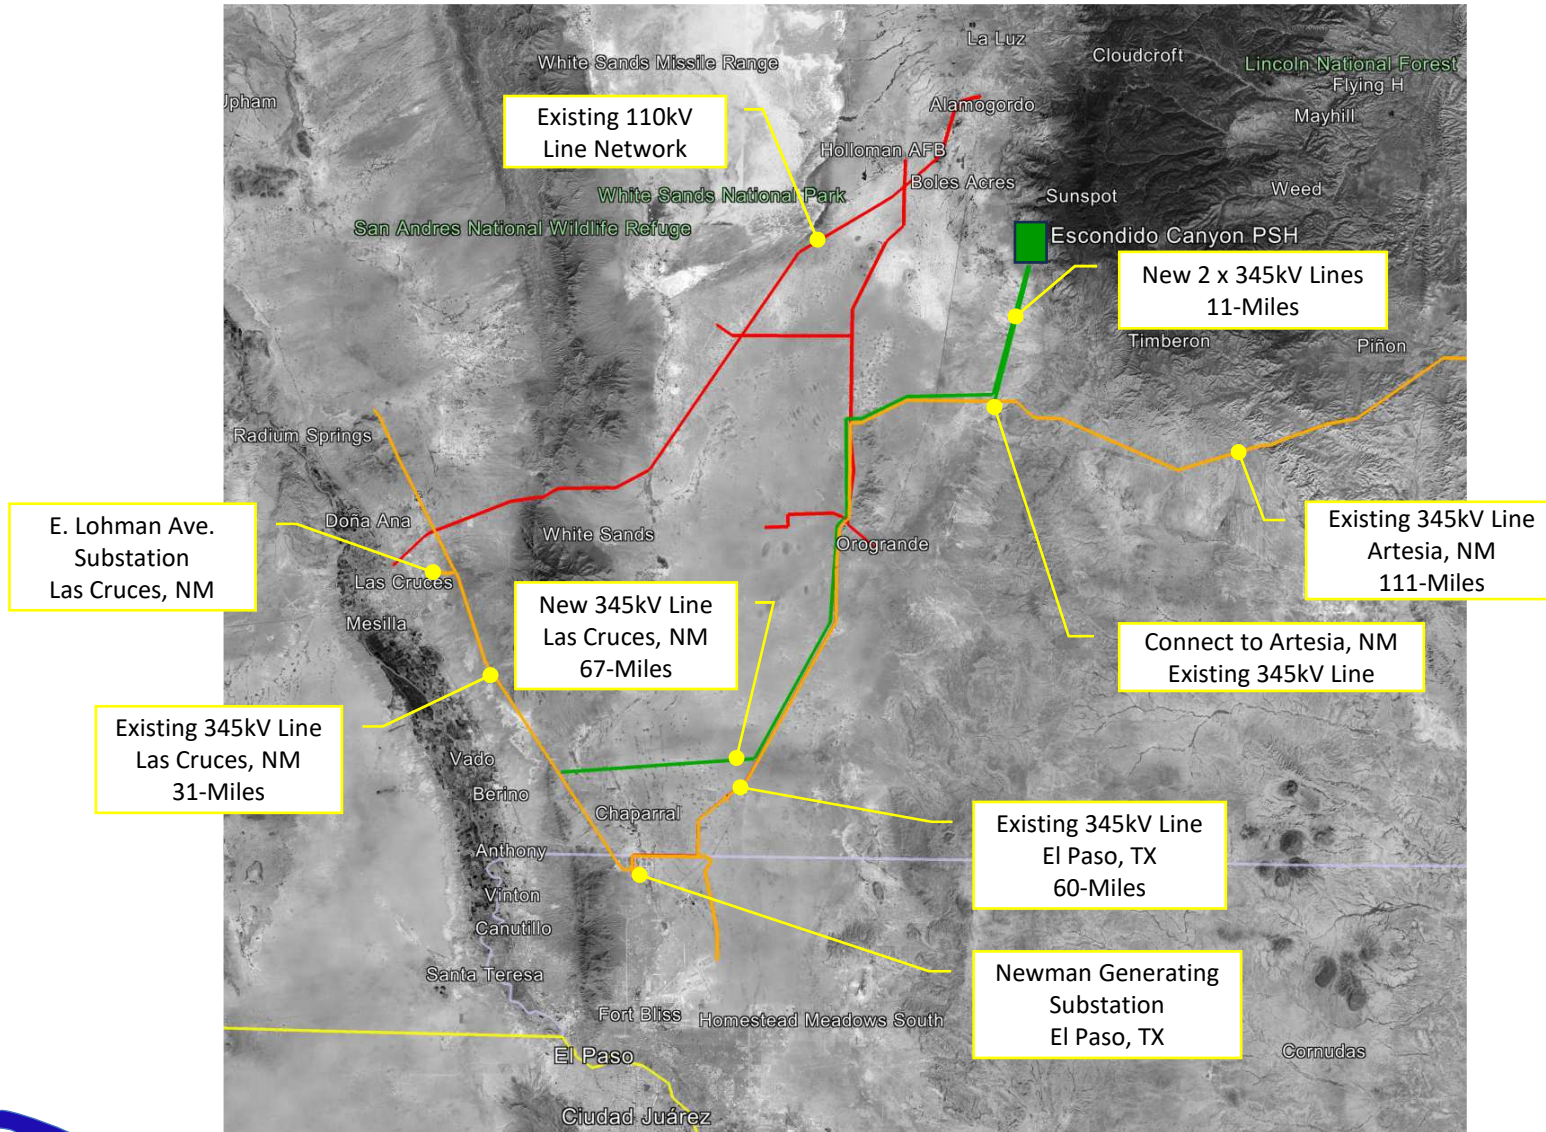 La Luz
Cloudcroft
Lincoln National Forest
White Sands Missile Range
Flying H
Upham
Alamogordo
Mayhill
Existing 110kV
Line Network
Holloman AFB
Boles Acres
Weed
White Sands National Park
Sunspot
San Andres National Wildlife Refuge
Escondido Canyon PSH
New 2 x 345kV Lines
11-Miles
Timberon
Piñon
Radium Springs
Doña Ana
White Sands
Orogrande
Existing 345kV Line
Artesia, NM
111-Miles
E. Lohman Ave.
Substation
Las Cruces, NM
Las Cruces
Mesilla
New 345kV Line
Las Cruces, NM
67-Miles
Connect to Artesia, NM
Existing 345kV Line
Existing 345kV Line
Las Cruces, NM
31-Miles
Vado
Berino
Chaparral
Anthony
Existing 345kV Line
El Paso, TX
60-Miles
Vinton
Canutillo
Santa Teresa
Newman Generating
Substation
El Paso, TX
Fort Bliss
Homestead Meadows South
El Paso
Cornudas
Ciudad Juárez